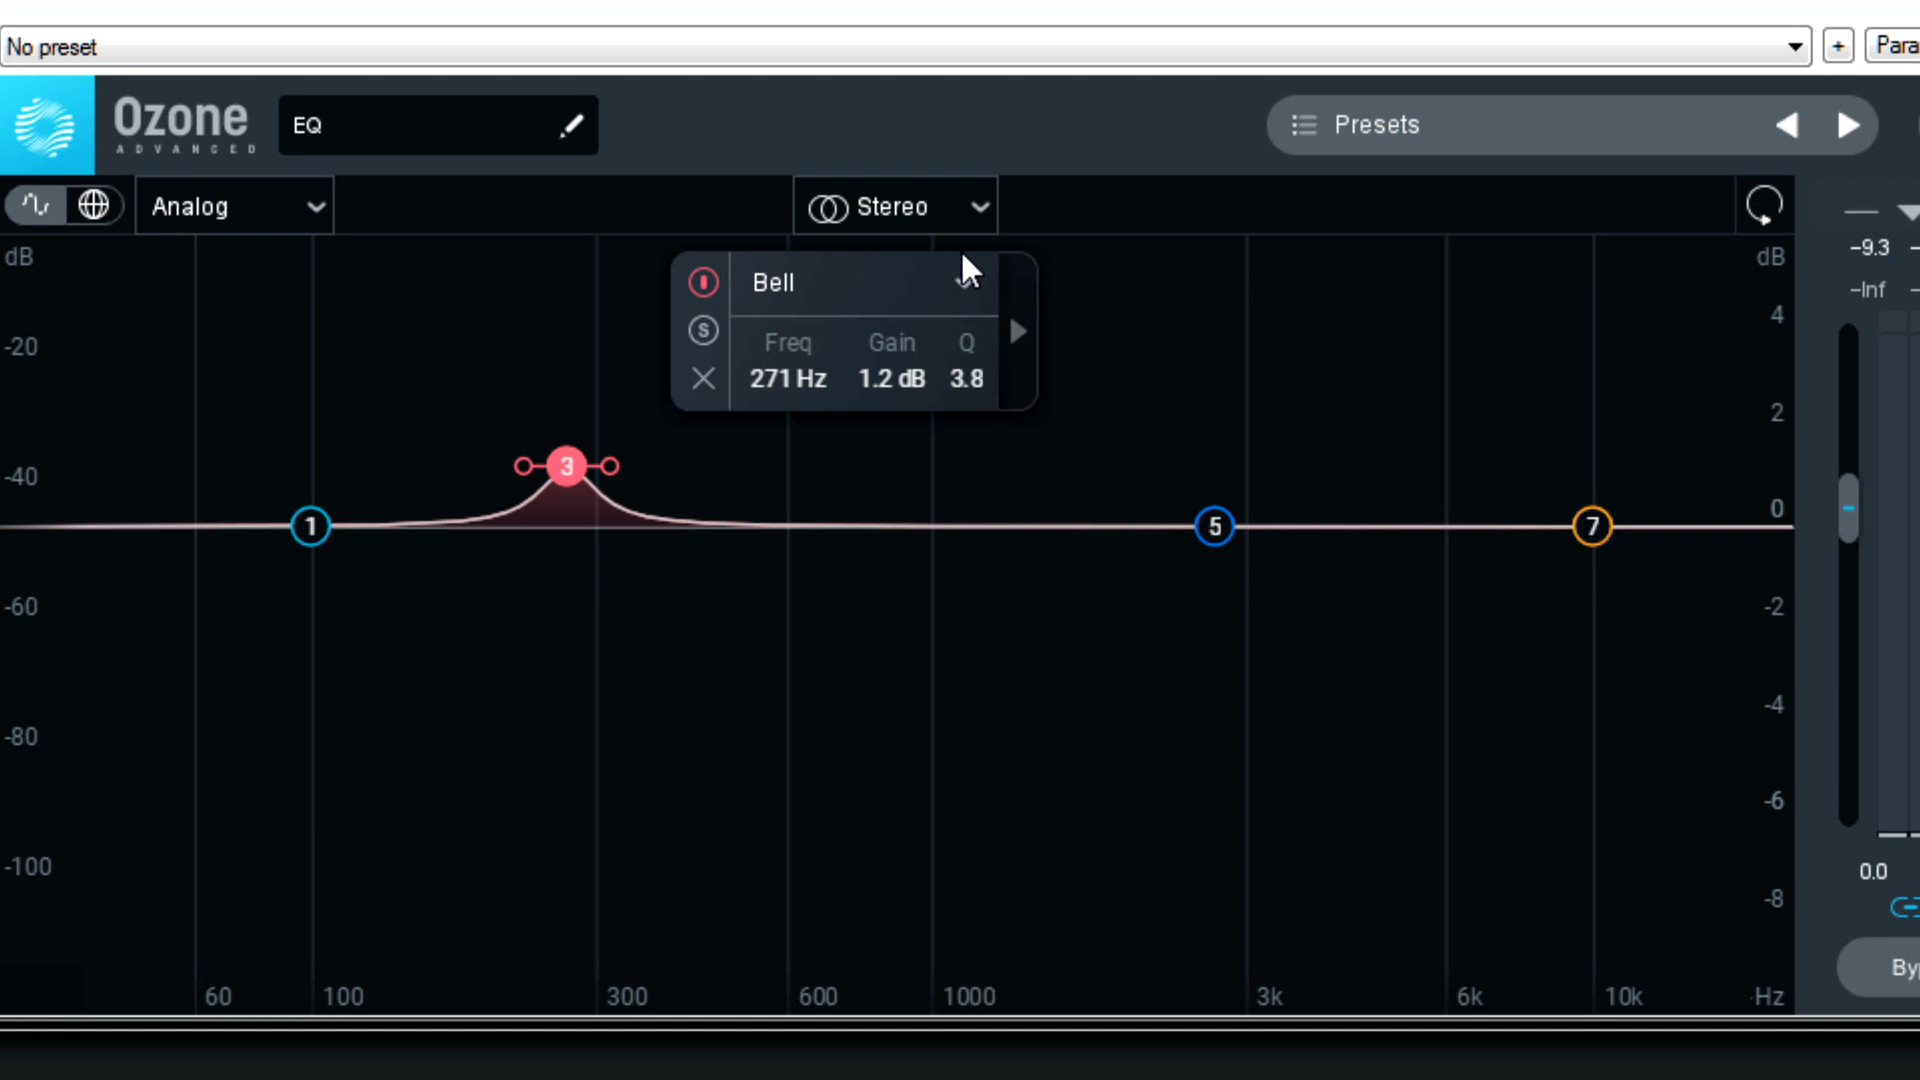 No preset
+
Para
Ozone
ADVANCED
EQ
Presets
Analog
Stereo
dB
dB
-9.3
-Inf
Bell
S
Freq Gain Q
271 Hz 1.2 dB 3.8
4
-20
2
-40
3
0
1
5
7
-60
-2
-4
-80
-6
-100
0.0
-8
By
60 100 300 600 1000 3k 6k 10k Hz